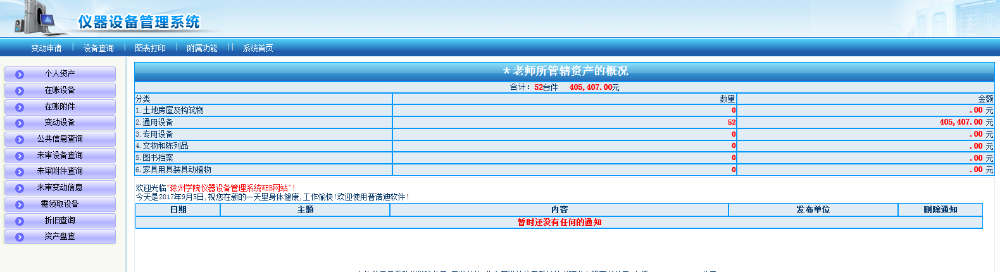 仪器设备管理系统
变动申请 | 设备查询 | 图表打印 | 附属功能 || 系统首页
个人资产
在账设备
在账附件
变动设备
公共信息查询
未审设备查询
未审附件查询
未审变动信息
需领取设备
折旧查询
资产盘查
*老师所管辖资产的概况
合计：52台件 405,407.00元
分类 数量 金额
1.土地房屋及构筑物 0 .00 元
2.通用设备 52 405,407.00 元
3.专用设备 0 .00 元
4.文物和陈列品 0 .00 元
5.图书档案 0 .00 元
6.家具用具装具动植物 0 .00 元
欢迎光临"滁州学院仪器设备管理系统WEB网站"!
今天是2017年9月5日,祝您在新的一天里身体健康,工作愉快!欢迎使用普诺迪软件!
日期 主题 内容 发布单位 删除通知
暂时还没有任何的通知